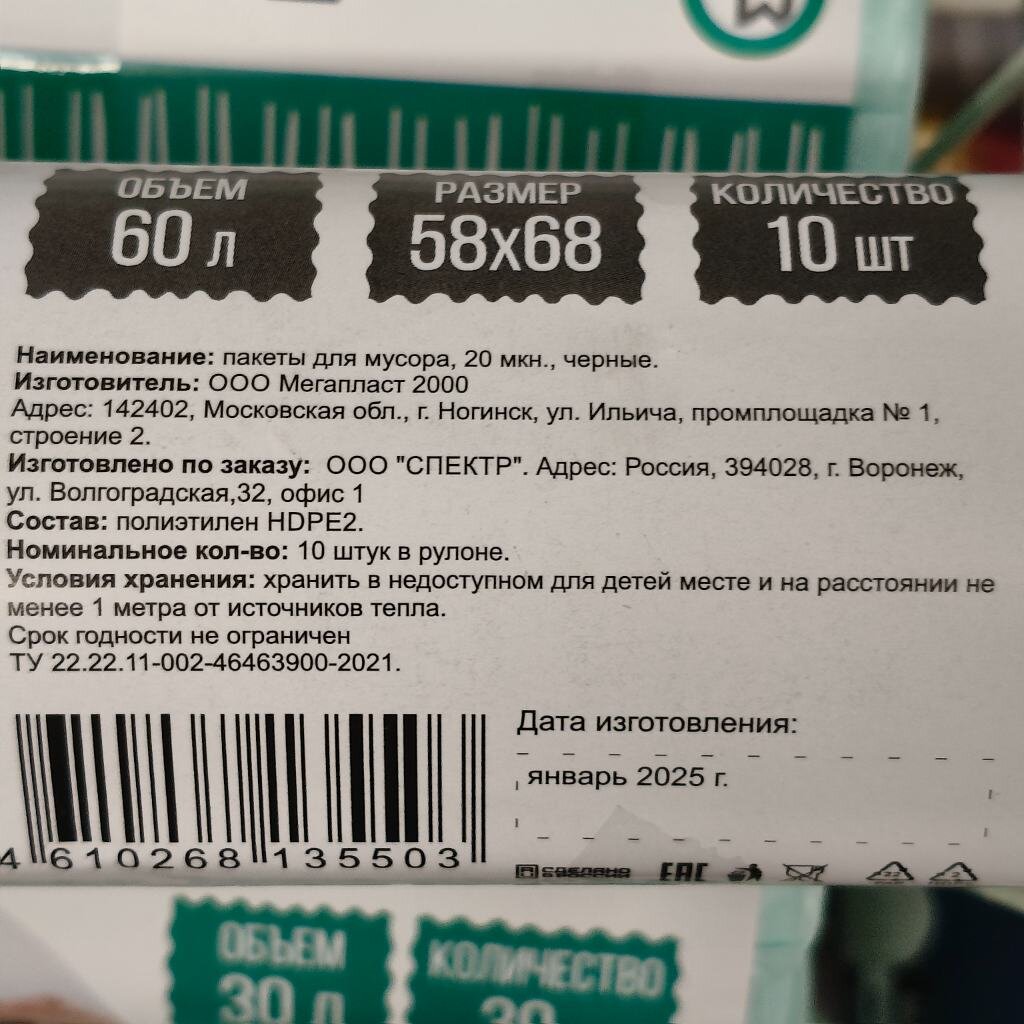 ОБЪЕМ
60 л
РАЗМЕР
58х68
КОЛИЧЕСТВО
10 шт
Наименование: пакеты для мусора, 20 мкн., черные.
Изготовитель: ООО Мегапласт 2000
Адрес: 142402, Московская обл., г. Ногинск, ул. Ильича, промплощадка № 1,
строение 2.
Изготовлено по заказу: ООО "СПЕКТР". Адрес: Россия, 394028, г. Воронеж,
ул. Волгоградская,32, офис 1
Состав: полиэтилен HDPE2.
Номинальное кол-во: 10 штук в рулоне.
Условия хранения: хранить в недоступном для детей месте и на расстоянии не
менее 1 метра от источников тепла.
Срок годности не ограничен
ТУ 22.22.11-002-46463900-2021.
Дата изготовления:
январь 2025 г.
4 610268 135503
ЕАС
22
2
ОБЪЕМ
30 л
КОЛИЧЕСТВО